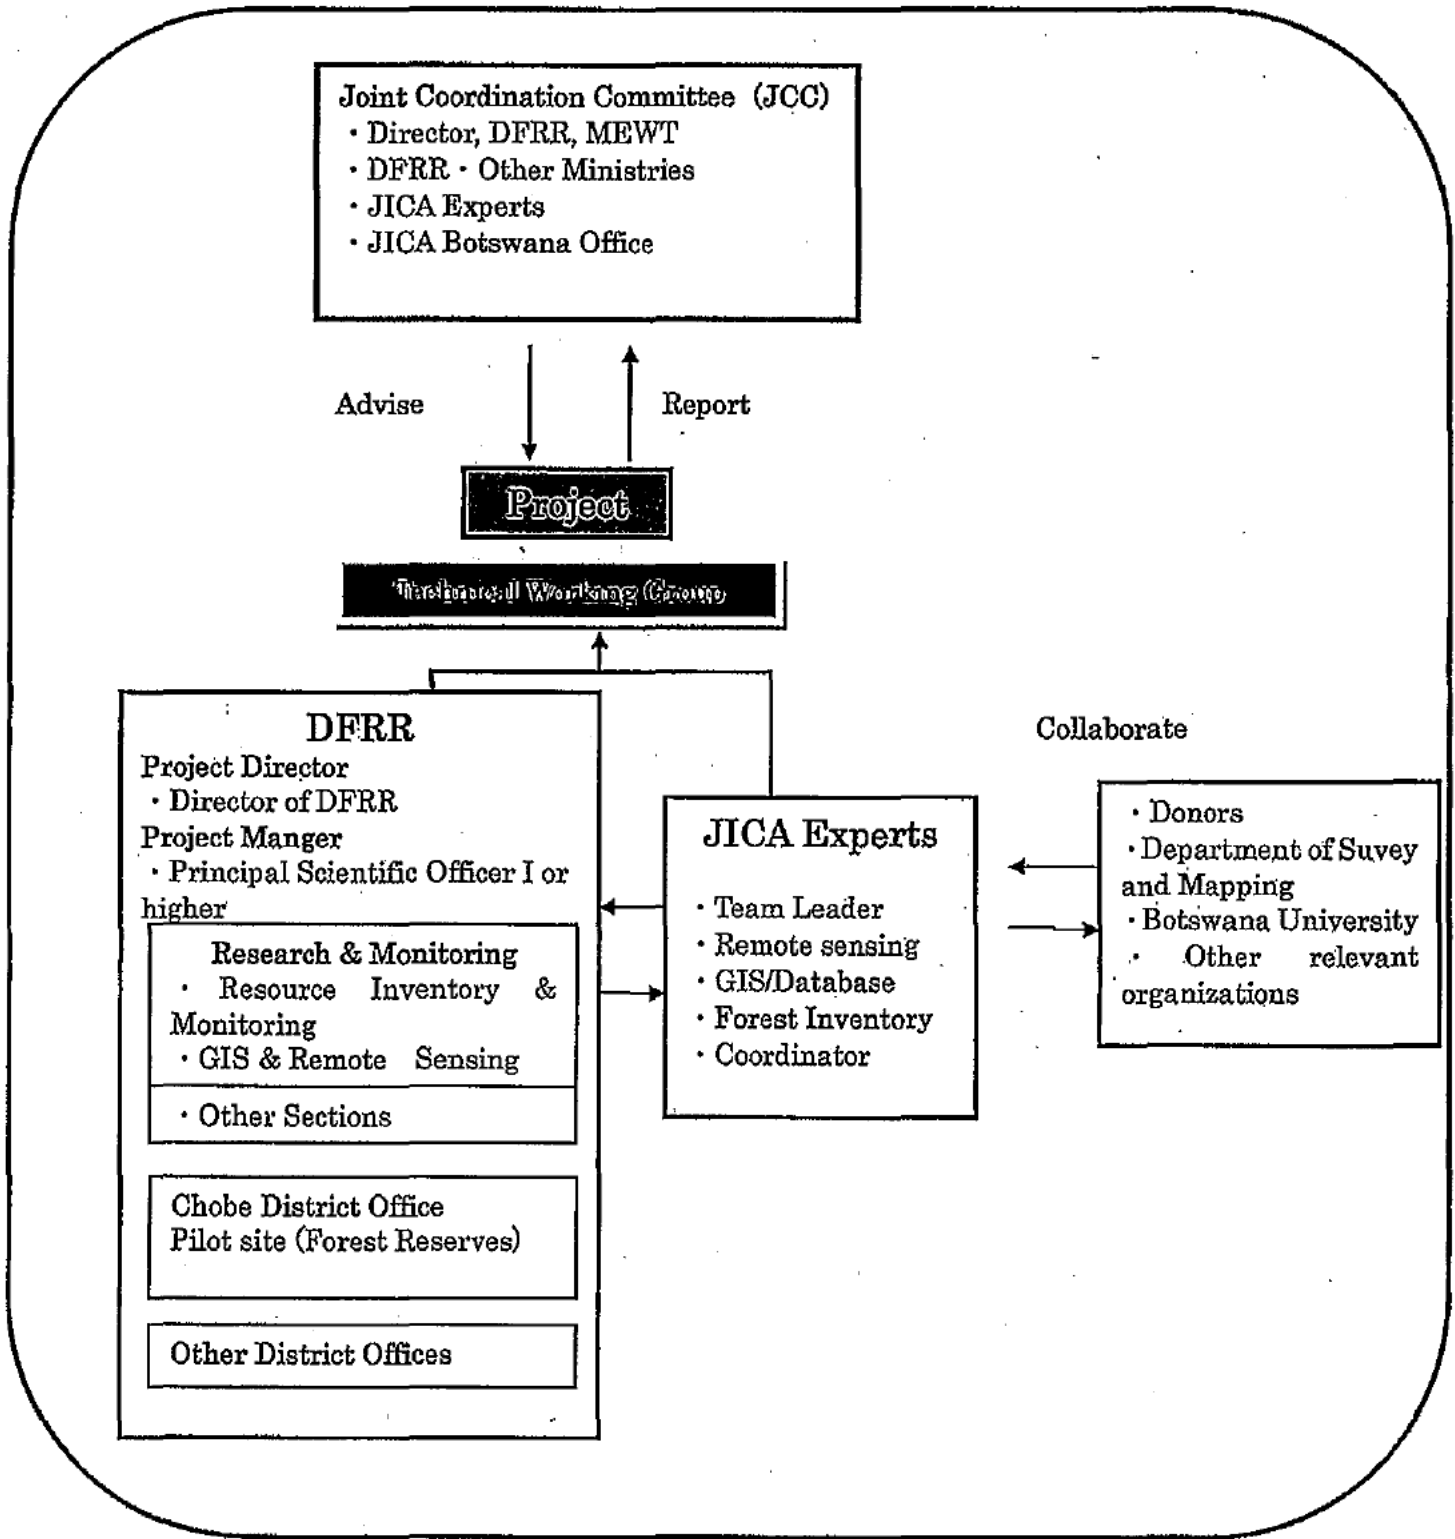 Joint Coordination Committee (JCC)
・Director, DFRR, MEWT
・DFRR・Other Ministries
・JICA Experts
・JICA Botswana Office
Advise
Report
Project
Technical Working Group
DFRR
Project Director
・Director of DFRR
Project Manger
・Principal Scientific Officer I or
higher
Research & Monitoring
・ Resource Inventory &
Monitoring
・GIS & Remote Sensing
・Other Sections
Chobe District Office
Pilot site (Forest Reserves)
Other District Offices
JICA Experts
・Team Leader
・Remote sensing
・GIS/Database
・Forest Inventory
・Coordinator
Collaborate
・Donors
・Department of Suvey
and Mapping
・Botswana University
・ Other relevant
organizations